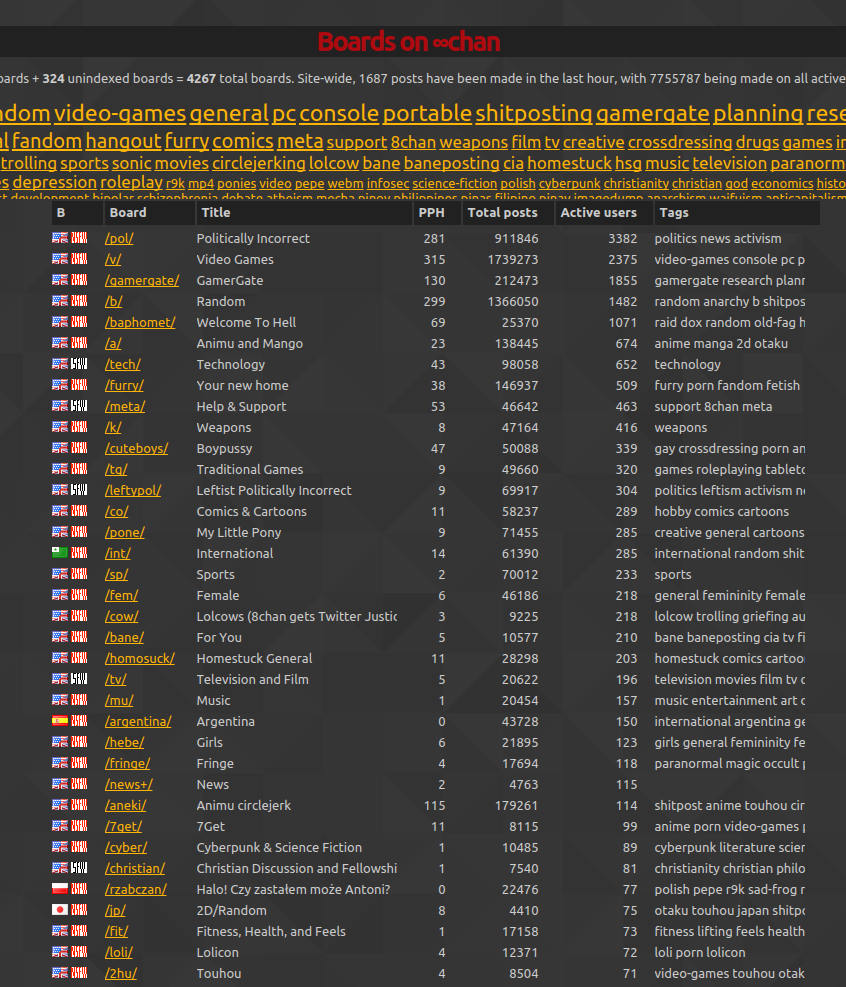 Boards on ∞chan
oards + 324 unindexed boards = 4267 total boards. Site-wide, 1687 posts have been made in the last hour, with 7755787 being made on all active
ndom video-games general pc console portable shitposting gamergate planning rese
al fandom hangout furry comics meta support 8chan weapons film tv creative crossdressing drugs games in
trolling sports sonic movies circlejerking lolcow bane baneposting cia homestuck hsg music television paranorm
es depression roleplay r9k mp4 ponies video pepe webm infosec science-fiction polish cyberpunk christianity christian god economics histo
B Board Title PPH Total posts Active users Tags
/pol/ Politically Incorrect 281 911846 3382 politics news activism
/v/ Video Games 315 1739273 2375 video-games console pc p
/gamergate/ GamerGate 130 212473 1855 gamergate research plann
/b/ Random 299 1366050 1482 random anarchy b shitpos
/baphomet/ Welcome To Hell 69 25370 1071 raid dox random old-fag h
/a/ Animu and Mango 23 138445 674 anime manga 2d otaku
/tech/ Technology 43 98058 652 technology
/furry/ Your new home 38 146937 509 furry porn fandom fetish
/meta/ Help & Support 53 46642 463 support 8chan meta
/k/ Weapons 8 47164 416 weapons
/cuteboys/ Boypussy 47 50088 339 gay crossdressing porn an
/tg/ Traditional Games 9 49660 320 games roleplaying tabletc
/leftypol/ Leftist Politically Incorrect 9 69917 304 politics leftism activism n
/co/ Comics & Cartoons 11 58237 289 hobby comics cartoons
/pone/ My Little Pony 9 71455 285 creative general cartoons
/int/ International 14 61390 285 international random shit
/sp/ Sports 2 70012 233 sports
/fem/ Female 6 46186 218 general femininity female
/cow/ Lolcows (8chan gets Twitter Justic 3 9225 218 lolcow trolling griefing au
/bane/ For You 5 10577 210 bane baneposting cia tv fi
/homosuck/ Homestuck General 11 28298 203 homestuck comics cartoo
/tv/ Television and Film 5 20622 196 television movies film tv c
/mu/ Music 1 20454 157 music entertainment art c
/argentina/ Argentina 0 43728 150 international argentina ge
/hebe/ Girls 6 21895 123 girls general femininity fe
/fringe/ Fringe 4 17694 118 paranormal magic occult p
/news+/ News 2 4763 115
/aneki/ Animu circlejerk 115 179261 114 shitpost anime touhou cir
/7get/ 7Get 11 8115 99 anime porn video-games p
/cyber/ Cyberpunk & Science Fiction 1 10485 89 cyberpunk literature scier
/christian/ Christian Discussion and Fellowshi 1 7540 81 christianity christian philo
/rzabczan/ Halo! Czy zastałem może Antoni? 0 22476 77 polish pepe r9k sad-frog r
/jp/ 2D/Random 8 4410 75 otaku touhou japan shitpo
/fit/ Fitness, Health, and Feels 1 17158 73 fitness lifting feels health
/loli/ Lolicon 4 12371 72 loli porn lolicon
/2hu/ Touhou 4 8504 71 video-games touhou otak